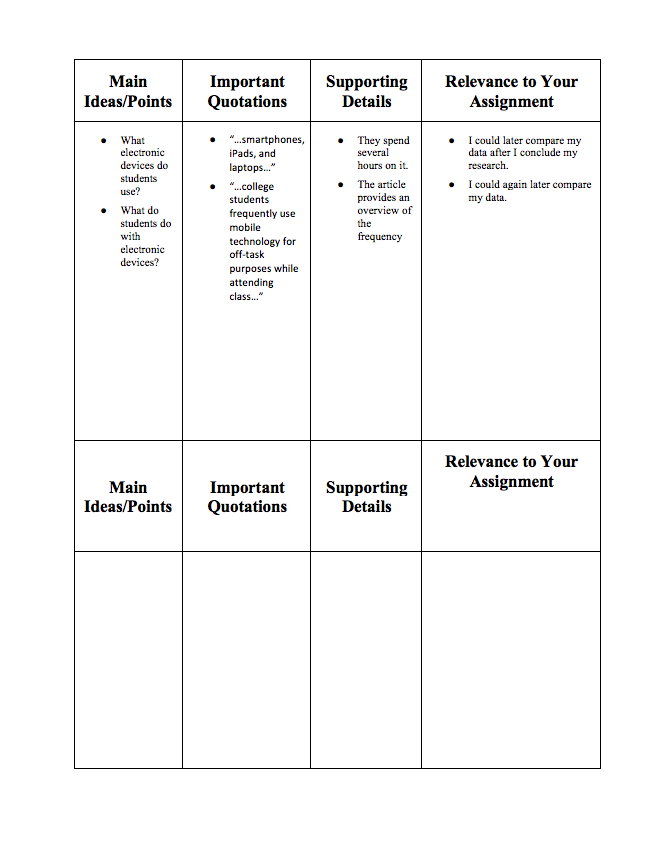 Main
Ideas/Points
Important
Quotations
Supporting
Details
Relevance to Your
Assignment
● What
electronic
devices do
students
use?
● What do
students do
with
electronic
devices?
● “…smartphones,
iPads, and
laptops…”
● “…college
students
frequently use
mobile
technology for
off-task
purposes while
attending
class…”
● They spend
several
hours on it.
● The article
provides an
overview of
the
frequency
● I could later compare my
data after I conclude my
research.
● I could again later compare
my data.
Main
Ideas/Points
Important
Quotations
Supporting
Details
Relevance to Your
Assignment